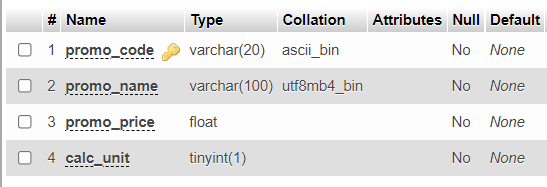 # Name Type Collation Attributes Null Default
1 promo_code varchar(20) ascii_bin No None
2 promo_name varchar(100) utf8mb4_bin No None
3 promo_price float No None
4 calc_unit tinyint(1) No None